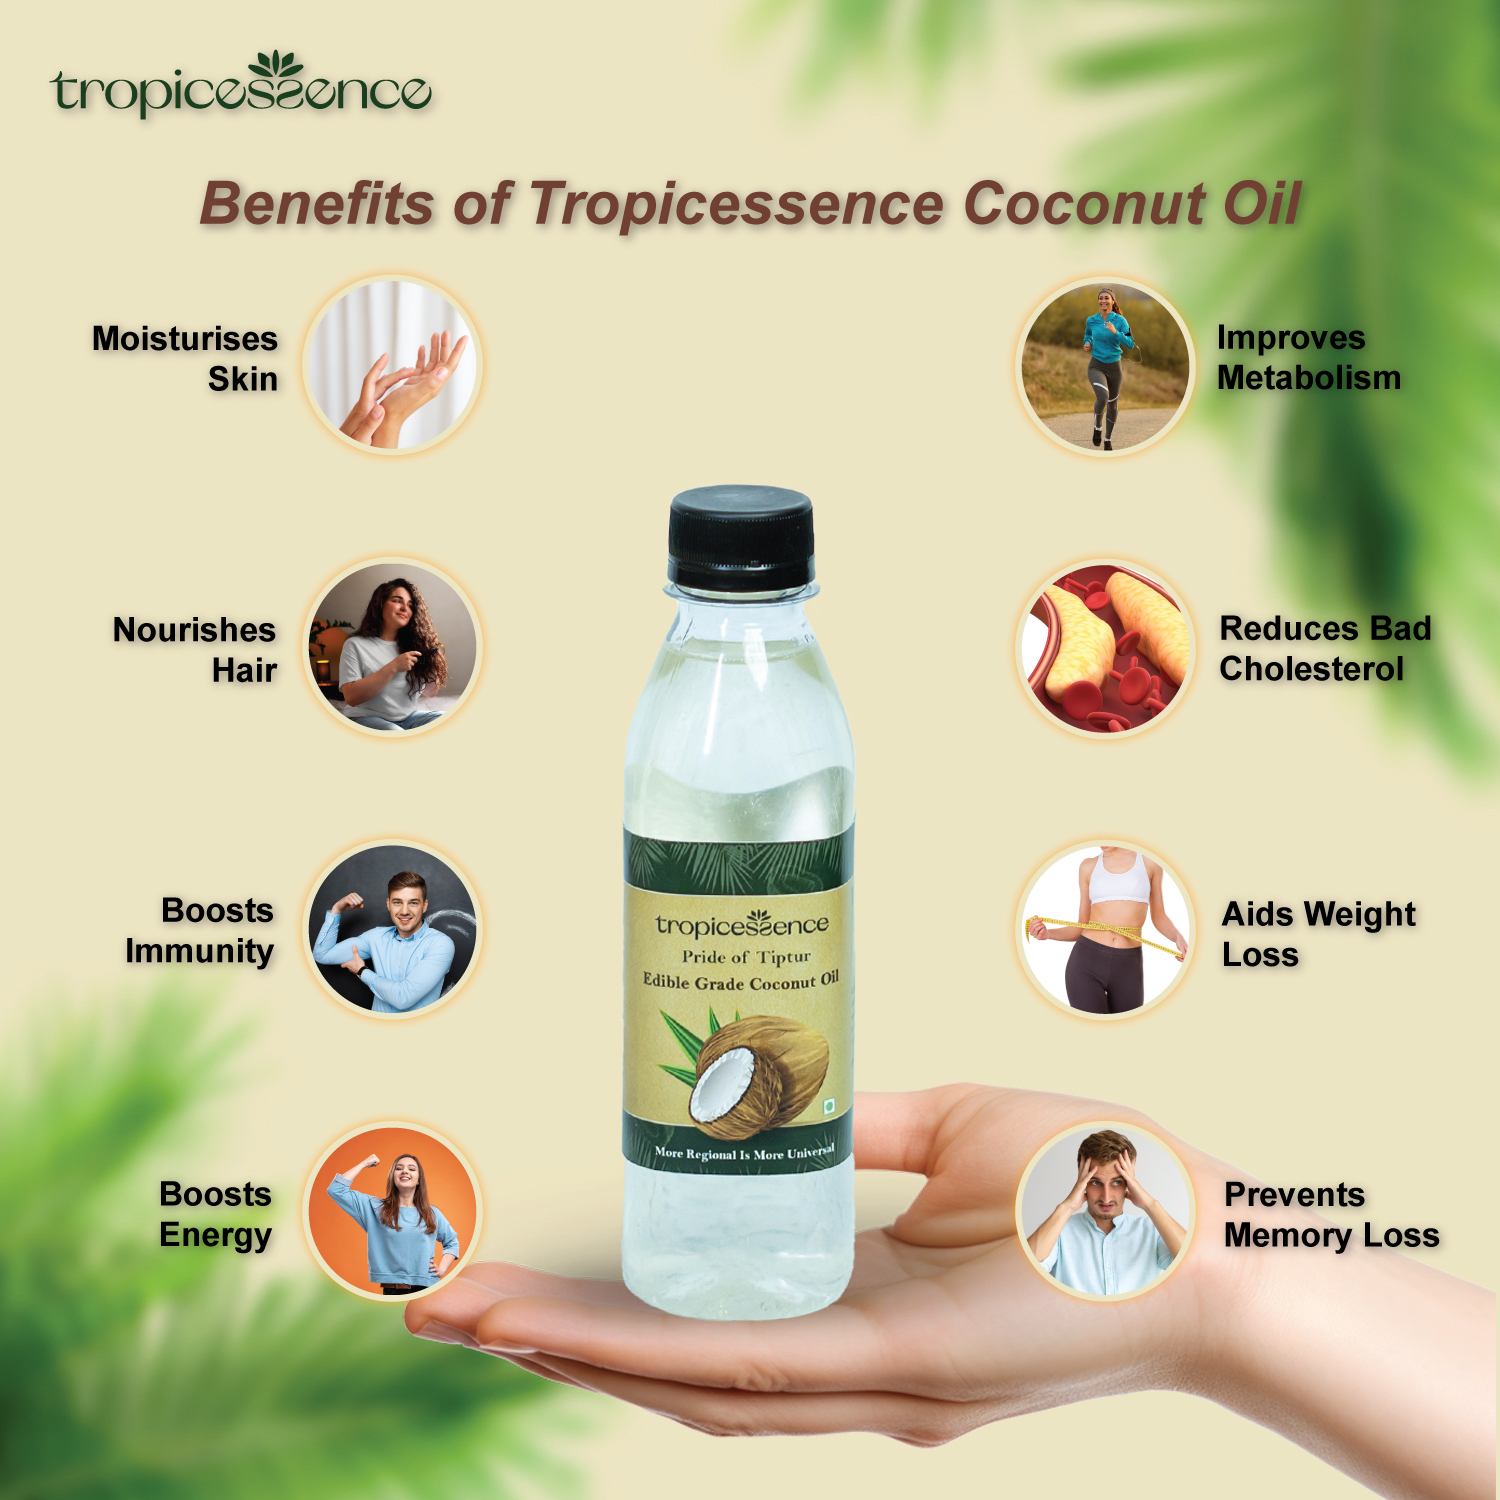 tropicessence
Benefits of Tropicessence Coconut Oil
Moisturises
Skin
Improves
Metabolism
Nourishes
Hair
Reduces Bad
Cholesterol
Boosts
Immunity
Aids Weight
Loss
Boosts
Energy
Prevents
Memory Loss
tropicessence
Pride of Tiptur
Edible Grade Coconut Oil
More Regional Is More Universal